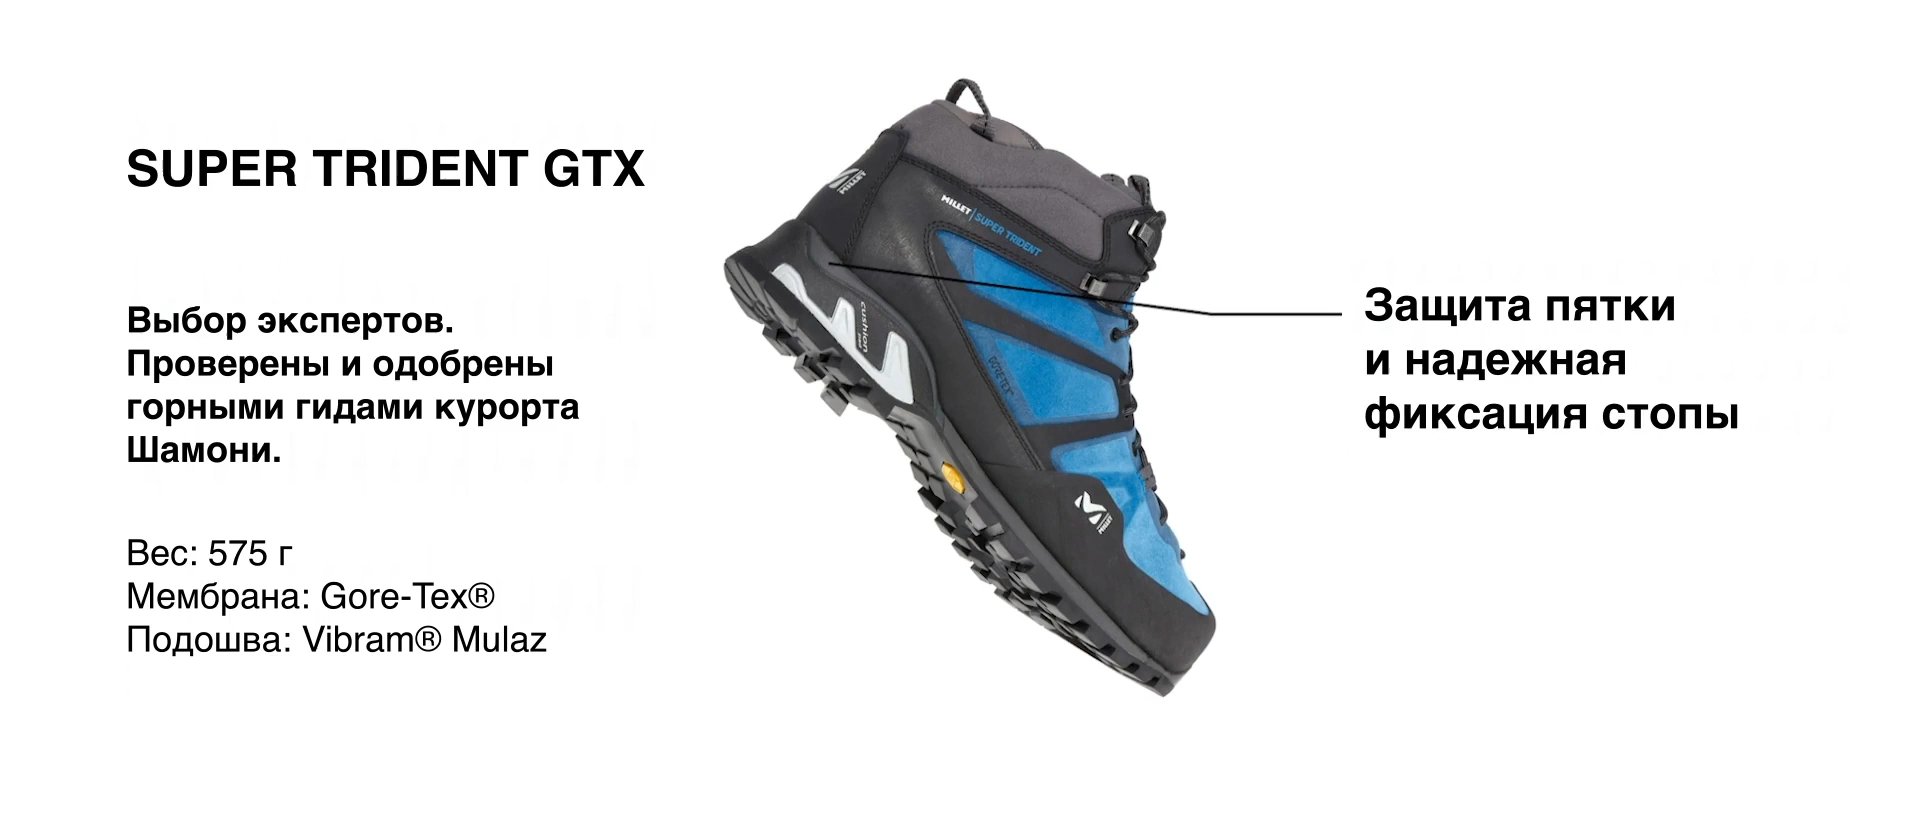 SUPER TRIDENT GTX
Выбор экспертов.
Проверены и одобрены
горными гидами курорта
Шамони.
Вес: 575 г
Мембрана: Gore-Tex®
Подошва: Vibram® Mulaz
MILLET
MILLET | SUPER TRIDENT
cushion
GORE-TEX
MILLET
Защита пятки
и надежная
фиксация стопы